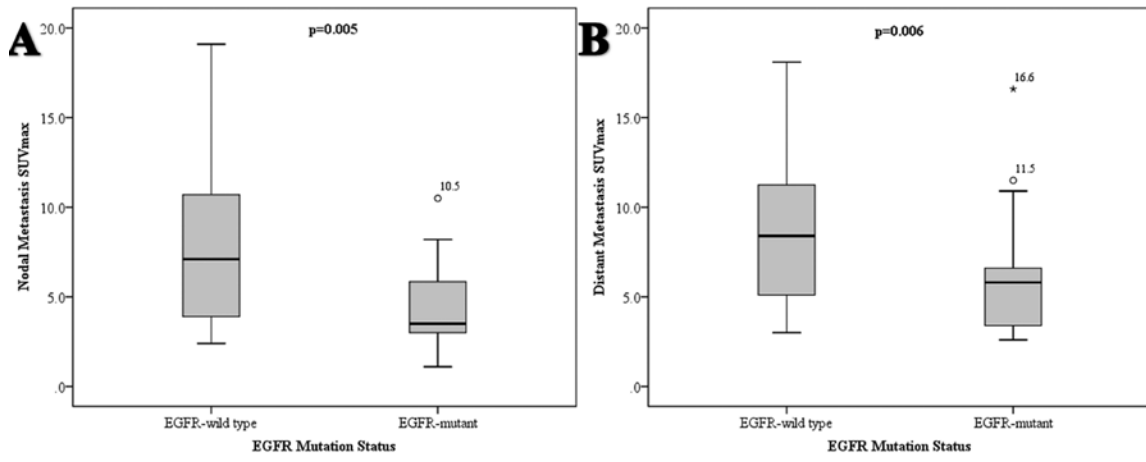 A
p=0.005
20.0
15.0
10.0
5.0
.0
Nodal Metastasis SUVmax
10.5
EGFR-wild type
EGFR-mutant
EGFR Mutation Status
B
p=0.006
20.0
15.0
10.0
5.0
.0
Distant Metastasis SUVmax
16.6
11.5
EGFR-wild type
EGFR-mutant
EGFR Mutation Status